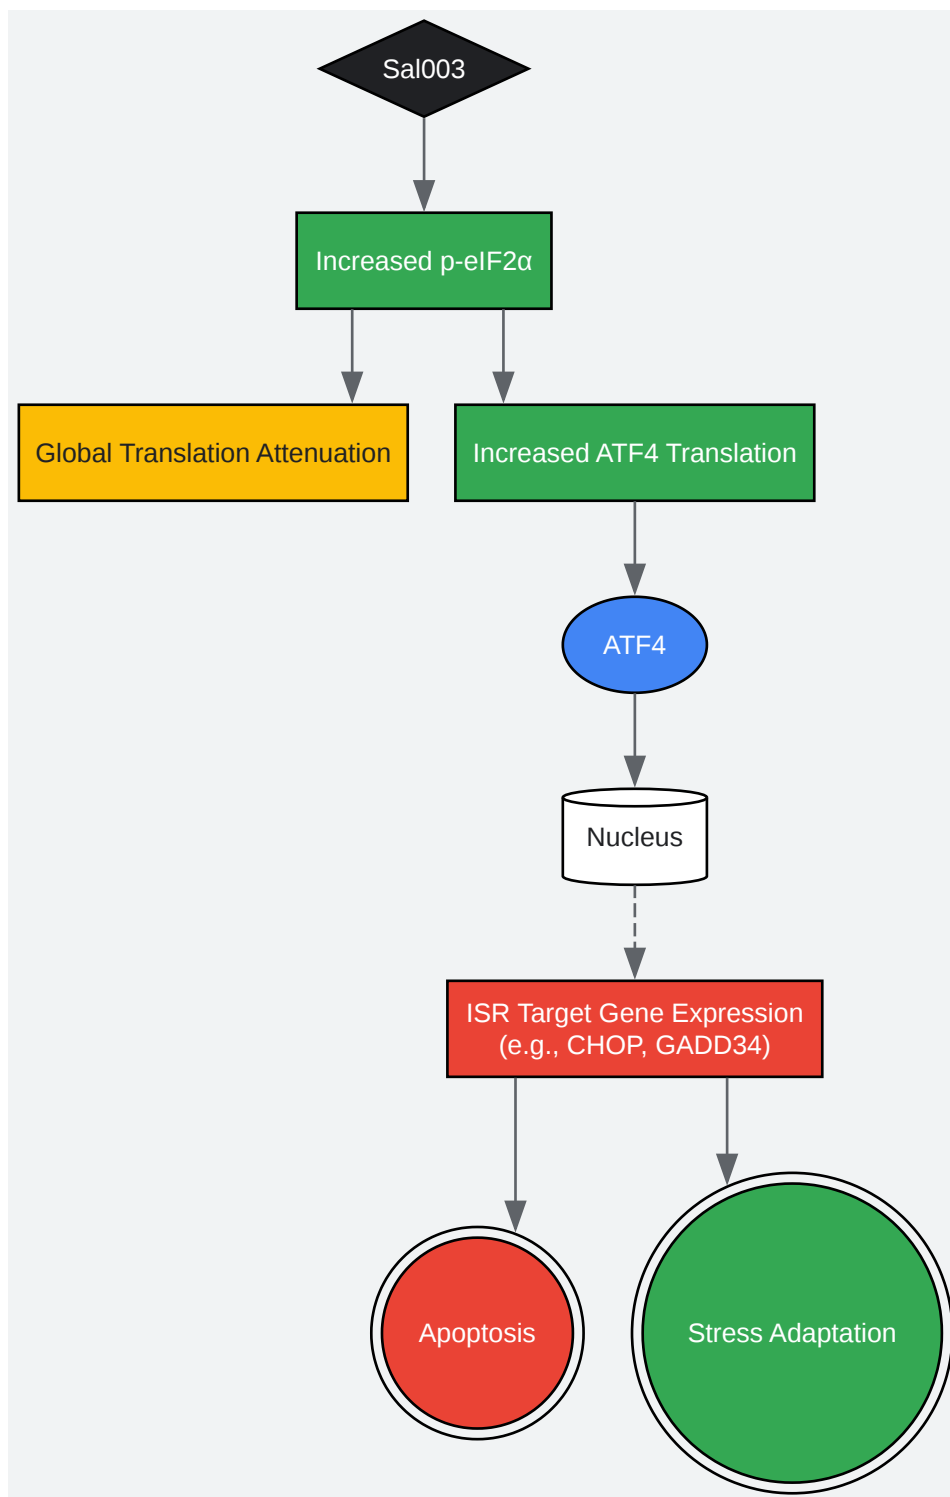 Sal003
Increased p-eIF2α
Global Translation Attenuation
Increased ATF4 Translation
ATF4
Nucleus
ISR Target Gene Expression
(e.g., CHOP, GADD34)
Apoptosis
Stress Adaptation